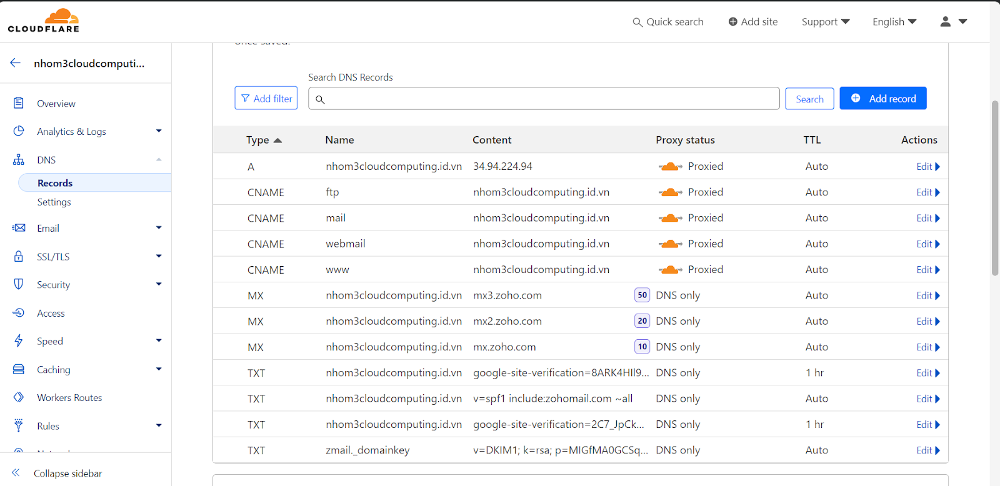 CLOUDFLARE
Quick search
Add site
Support
English
nhom3cloudcomputi...
Overview
Analytics & Logs
DNS
Records
Settings
Email
SSL/TLS
Security
Access
Speed
Caching
Workers Routes
Rules
Collapse sidebar
once saved.
Search DNS Records
Add filter
Search
Add record
Type Name Content Proxy status TTL Actions
A nhom3cloudcomputing.id.vn 34.94.224.94 Proxied Auto Edit
CNAME ftp nhom3cloudcomputing.id.vn Proxied Auto Edit
CNAME mail nhom3cloudcomputing.id.vn Proxied Auto Edit
CNAME webmail nhom3cloudcomputing.id.vn Proxied Auto Edit
CNAME www nhom3cloudcomputing.id.vn Proxied Auto Edit
MX nhom3cloudcomputing.id.vn mx3.zoho.com 50 DNS only Auto Edit
MX nhom3cloudcomputing.id.vn mx2.zoho.com 20 DNS only Auto Edit
MX nhom3cloudcomputing.id.vn mx.zoho.com 10 DNS only Auto Edit
TXT nhom3cloudcomputing.id.vn google-site-verification=8ARK4HIl9... DNS only 1 hr Edit
TXT nhom3cloudcomputing.id.vn v=spf1 include:zohomail.com ~all DNS only Auto Edit
TXT nhom3cloudcomputing.id.vn google-site-verification=2C7_JpCk... DNS only 1 hr Edit
TXT zmail._domainkey v=DKIM1; k=rsa; p=MIGfMA0GCSq... DNS only Auto Edit